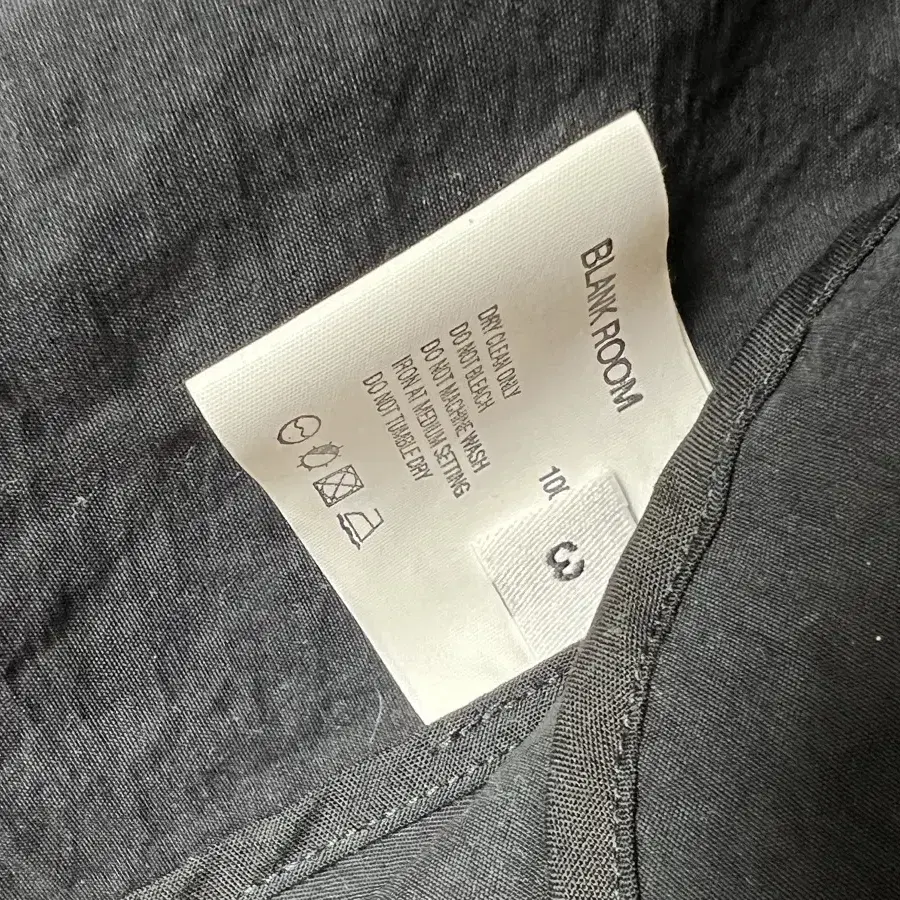 BLANK ROOM
DRY CLEAN ONLY
DO NOT BLEACH
DO NOT MACHINE WASH
IRON AT MEDIUM SETTING
DO NOT TUMBLE DRY
10
3